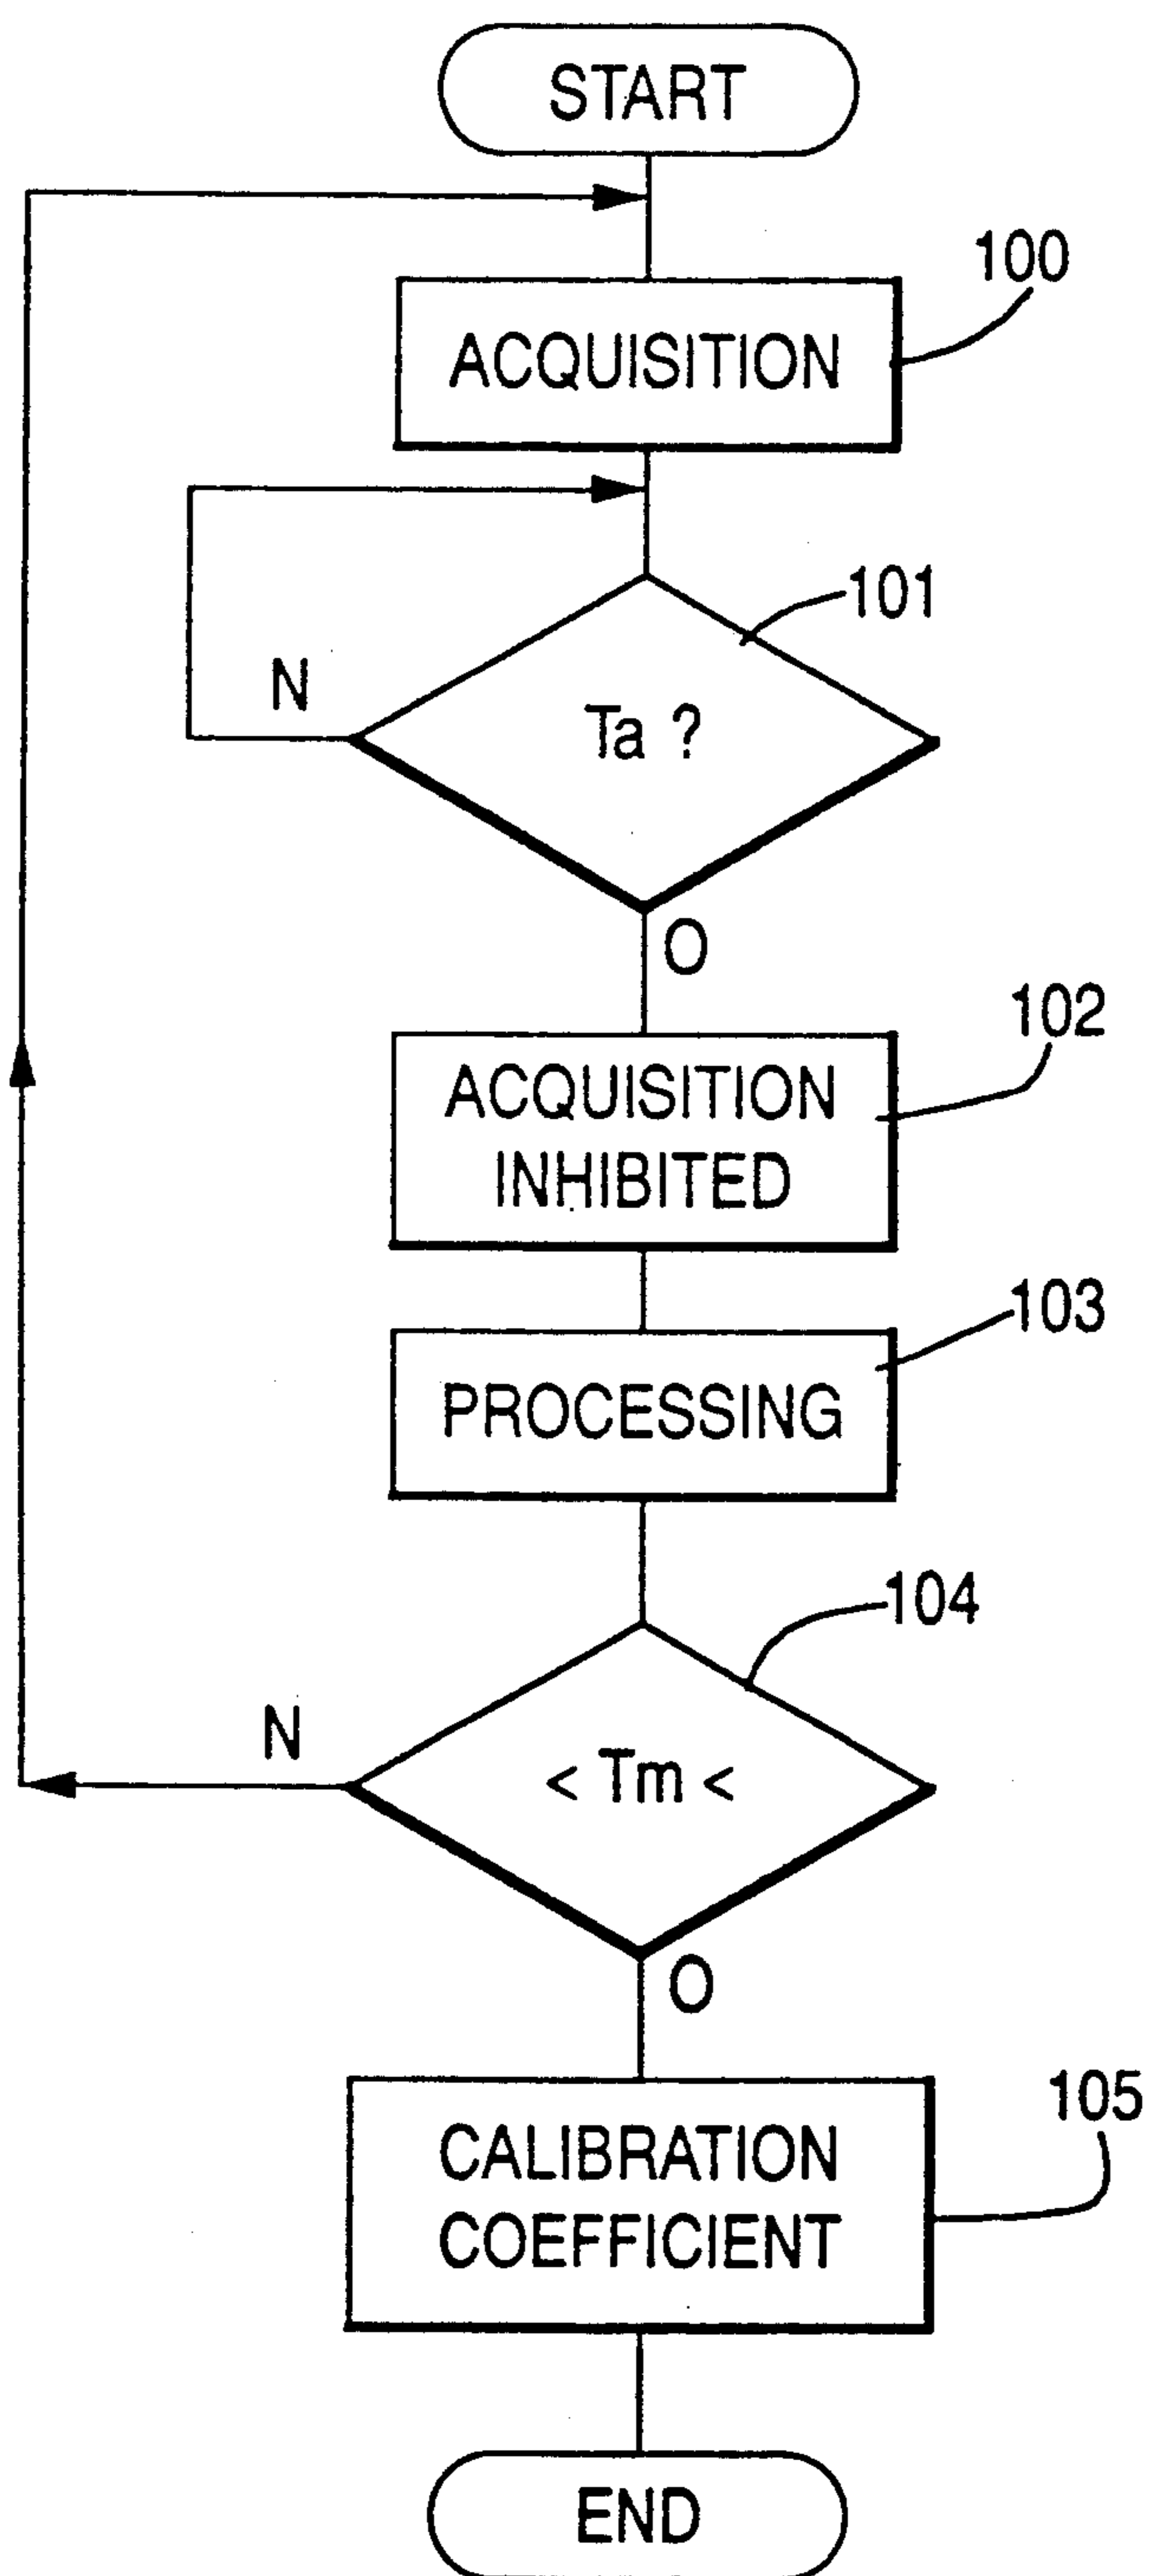 START
100
ACQUISITION
101
N
Ta ?
O
102
ACQUISITION
INHIBITED
103
PROCESSING
104
N
< Tm <
O
105
CALIBRATION
COEFFICIENT
END